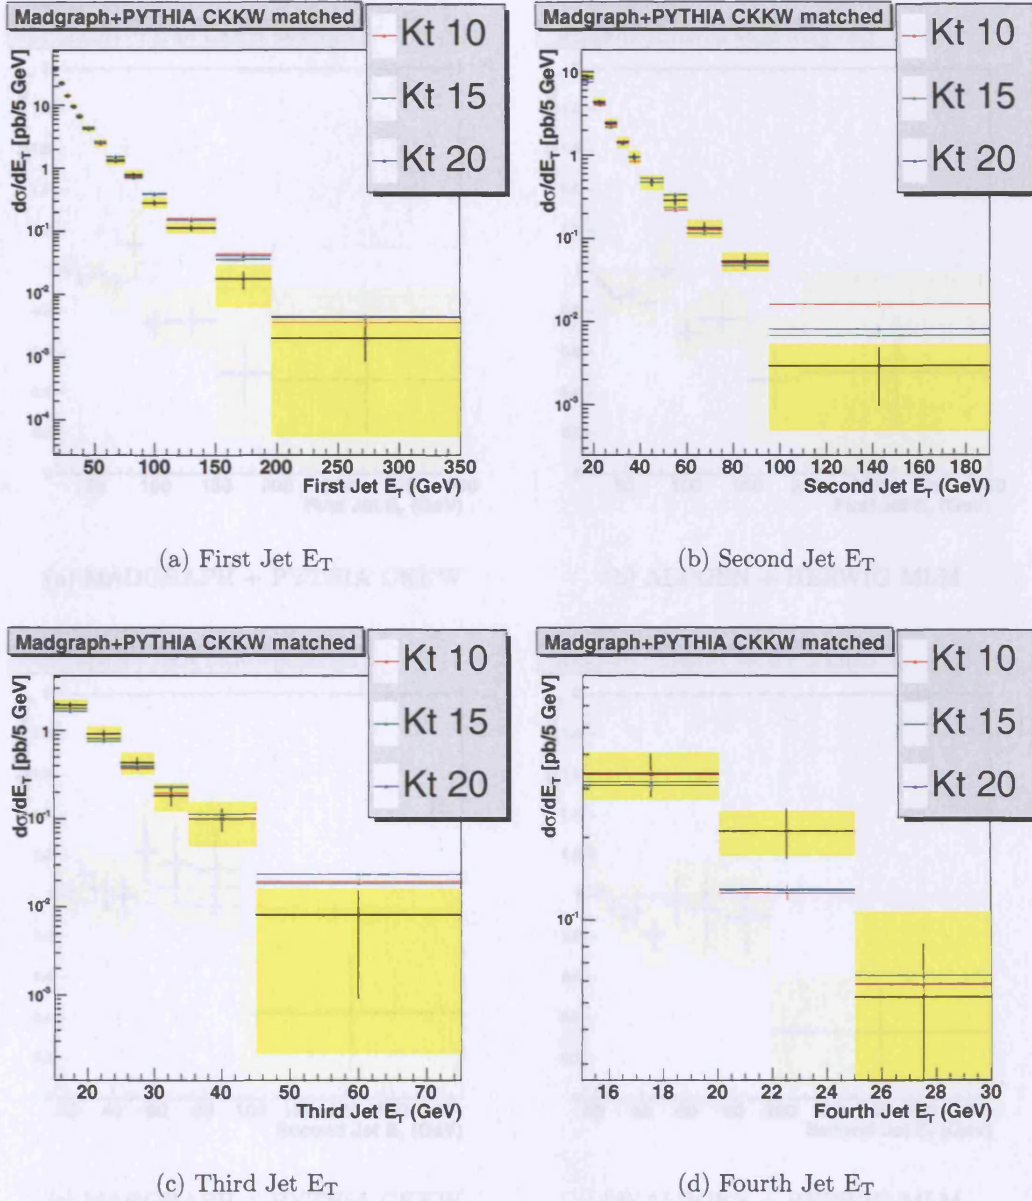 Madgraph+PYTHIA CKKW matched
Kt 10
Kt 15
Kt 20
dσ/dE_T [pb/5 GeV]
10
1
10⁻¹
10⁻²
10⁻³
10⁻⁴
50 100 150 200 250 300 350
First Jet E_T (GeV)
(a) First Jet E_T
Madgraph+PYTHIA CKKW matched
Kt 10
Kt 15
Kt 20
dσ/dE_T [pb/5 GeV]
10
1
10⁻¹
10⁻²
10⁻³
20 40 60 80 100 120 140 160 180
Second Jet E_T (GeV)
(b) Second Jet E_T
(a) MADGRAPH + PYTHIA CKKW
(b) ALPGEN + HERWIG MLM
Madgraph+PYTHIA CKKW matched
Kt 10
Kt 15
Kt 20
dσ/dE_T [pb/5 GeV]
1
10⁻¹
10⁻²
10⁻³
20 30 40 50 60 70
Third Jet E_T (GeV)
(c) Third Jet E_T
Madgraph+PYTHIA CKKW matched
Kt 10
Kt 15
Kt 20
dσ/dE_T [pb/5 GeV]
10⁻¹
16 18 20 22 24 26 28 30
Fourth Jet E_T (GeV)
(d) Fourth Jet E_T